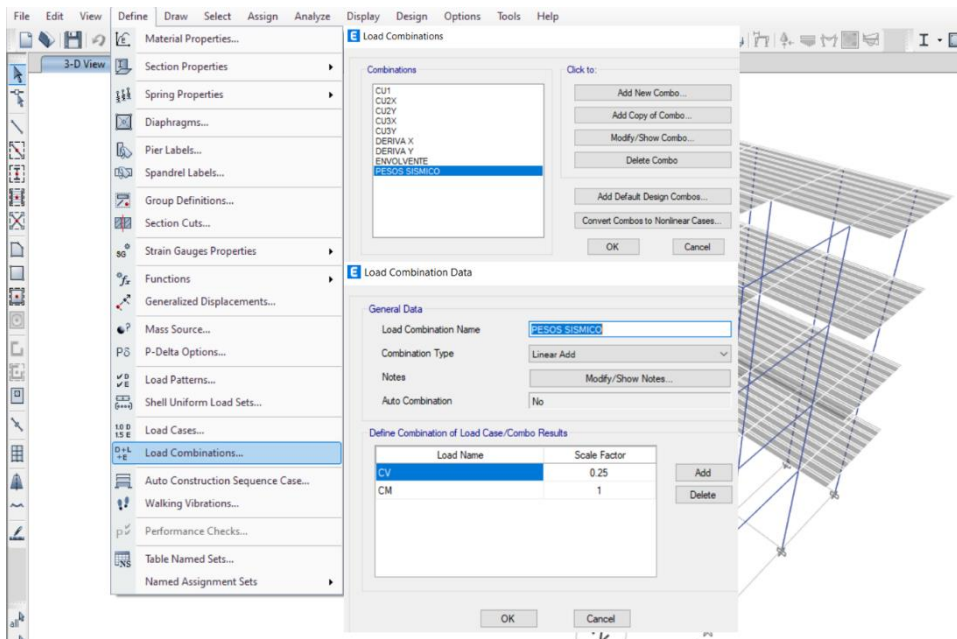 File Edit View Define Draw Select Assign Analyze Display Design Options Tools Help
3-D View
Material Properties...
Section Properties
Spring Properties
Diaphragms...
Pier Labels...
Spandrel Labels...
Group Definitions...
Section Cuts...
Strain Gauges Properties
Functions
Generalized Displacements...
Mass Source...
P-Delta Options...
Load Patterns...
Shell Uniform Load Sets...
Load Cases...
Load Combinations...
Auto Construction Sequence Case...
Walking Vibrations...
Performance Checks...
Table Named Sets...
Named Assignment Sets
Load Combinations
Combinations
CU1
CU2X
CU2Y
CU3X
CU3Y
DERIVA X
DERIVA Y
ENVOLVENTE
PESOS SISMICO
Click to:
Add New Combo...
Add Copy of Combo...
Modify/Show Combo...
Delete Combo
Add Default Design Combos...
Convert Combos to Nonlinear Cases...
OK Cancel
Load Combination Data
General Data
Load Combination Name PESOS SISMICO
Combination Type Linear Add
Notes Modify/Show Notes...
Auto Combination No
Define Combination of Load Case/Combo Results
Load Name Scale Factor
CV 0.25 Add
CM 1 Delete
OK Cancel
all